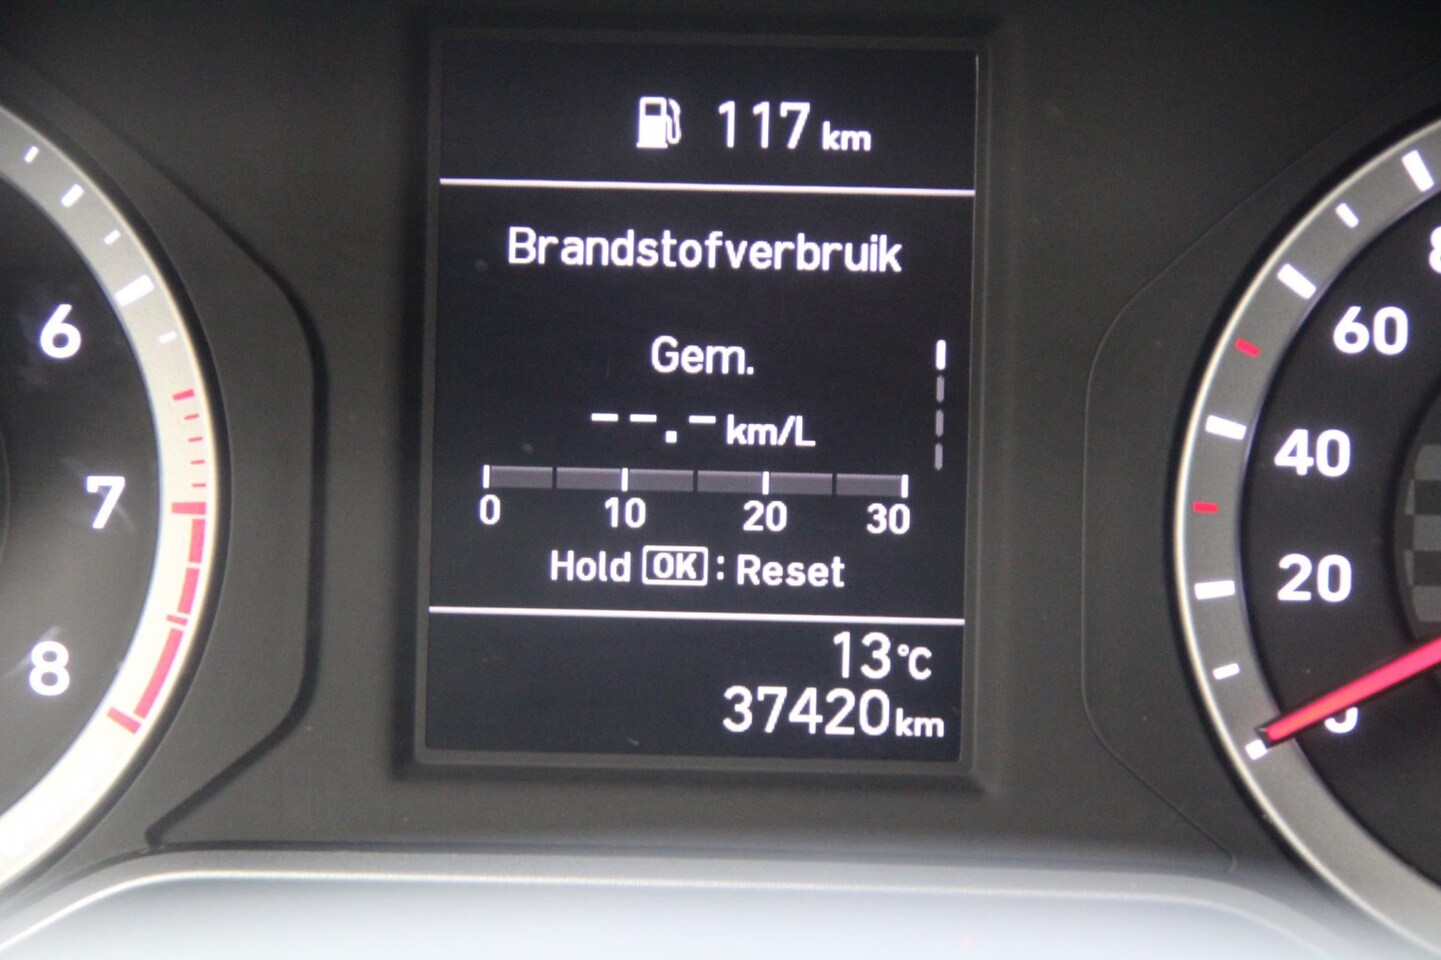 117 km
Brandstofverbruik
Gem.
--.- km/L
0 10 20 30
Hold OK : Reset
13°C
37420 km
6
7
8
60
40
20